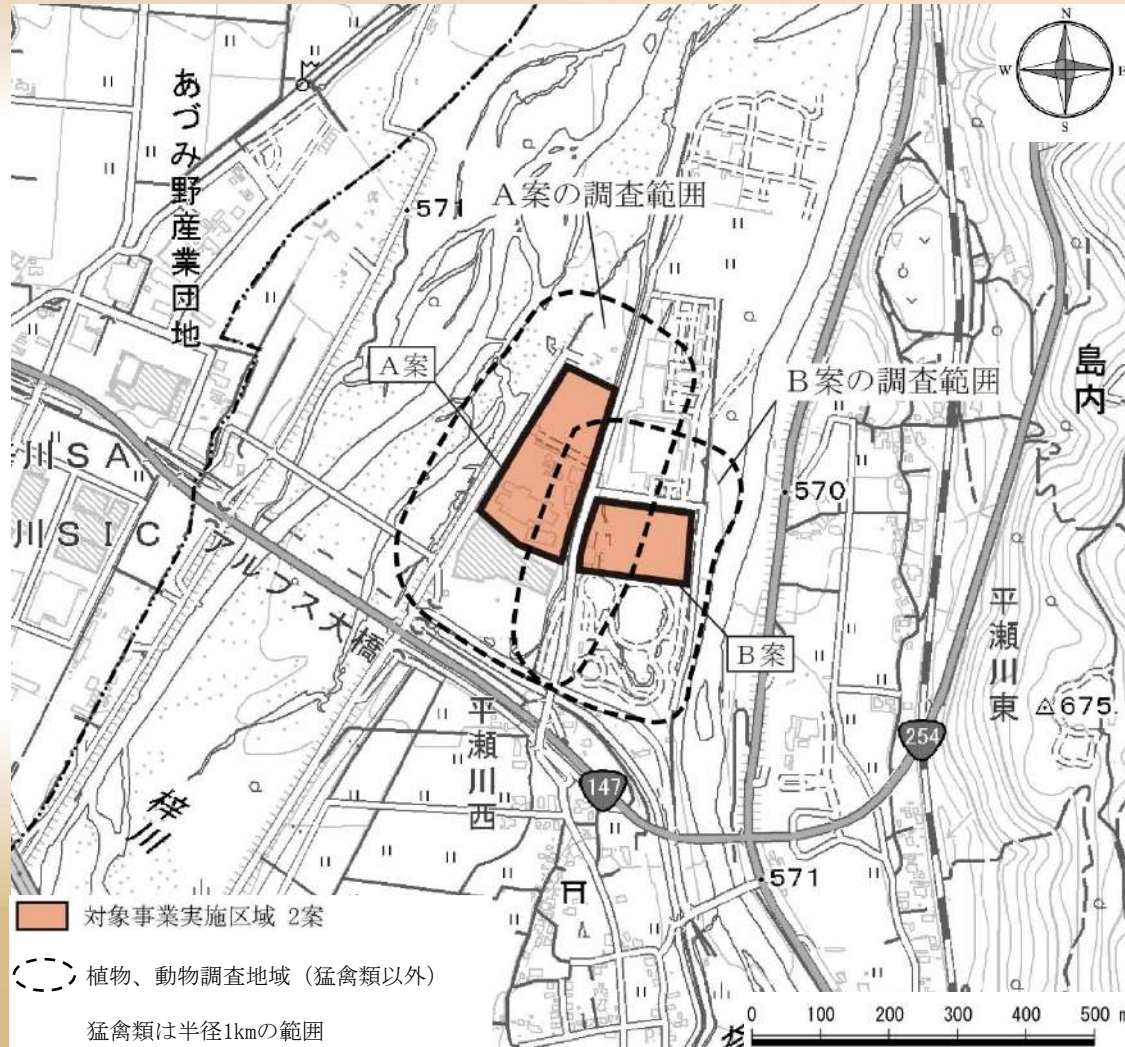 N
W
E
S
あづみ野産業団地
571
A案の調査範囲
A案
B案の調査範囲
島内
川SA
570
川SIC
アルプス大橋
B案
平瀬川東
675
254
平瀬川西
147
梓川
571
対象事業実施区域 2案
植物、動物調査地域（猛禽類以外）
猛禽類は半径1kmの範囲
0 100 200 300 400 500 m